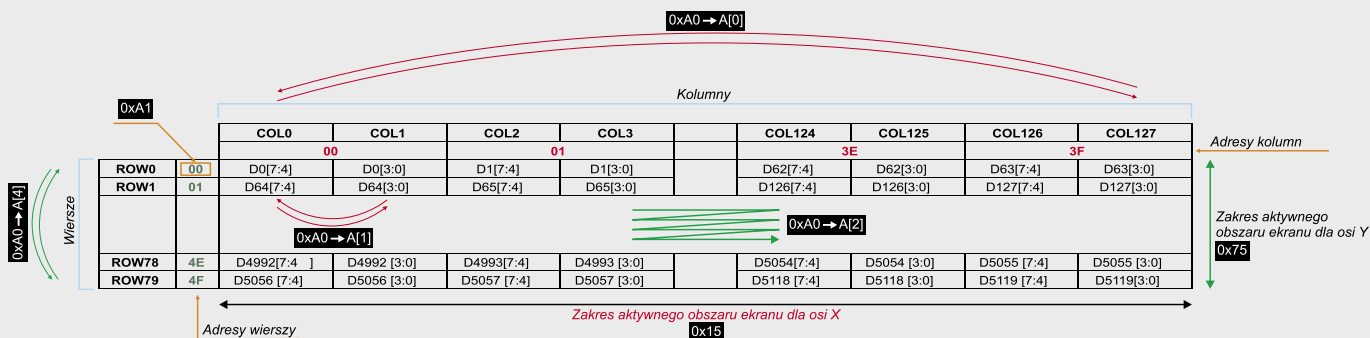 0xA0→A[0]
Kolumny
0xA1
COL0 COL1 COL2 COL3 COL124 COL125 COL126 COL127
00 01 3E 3F
Adresy kolumn
ROW0 00 D0[7:4] D0[3:0] D1[7:4] D1[3:0] D62[7:4] D62[3:0] D63[7:4] D63[3:0]
ROW1 01 D64[7:4] D64[3:0] D65[7:4] D65[3:0] D126[7:4] D126[3:0] D127[7:4] D127[3:0]
0xA0→A[4]
Wiersze
0xA0→A[1]
0xA0→A[2]
Zakres aktywnego
obszaru ekranu dla osi Y
0x75
ROW78 4E D4992[7:4 ] D4992 [3:0] D4993[7:4] D4993 [3:0] D5054[7:4] D5054 [3:0] D5055 [7:4] D5055 [3:0]
ROW79 4F D5056 [7:4] D5056 [3:0] D5057 [7:4] D5057 [3:0] D5118 [7:4] D5118 [3:0] D5119 [7:4] D5119[3:0]
Zakres aktywnego obszaru ekranu dla osi X
0x15
Adresy wierszy